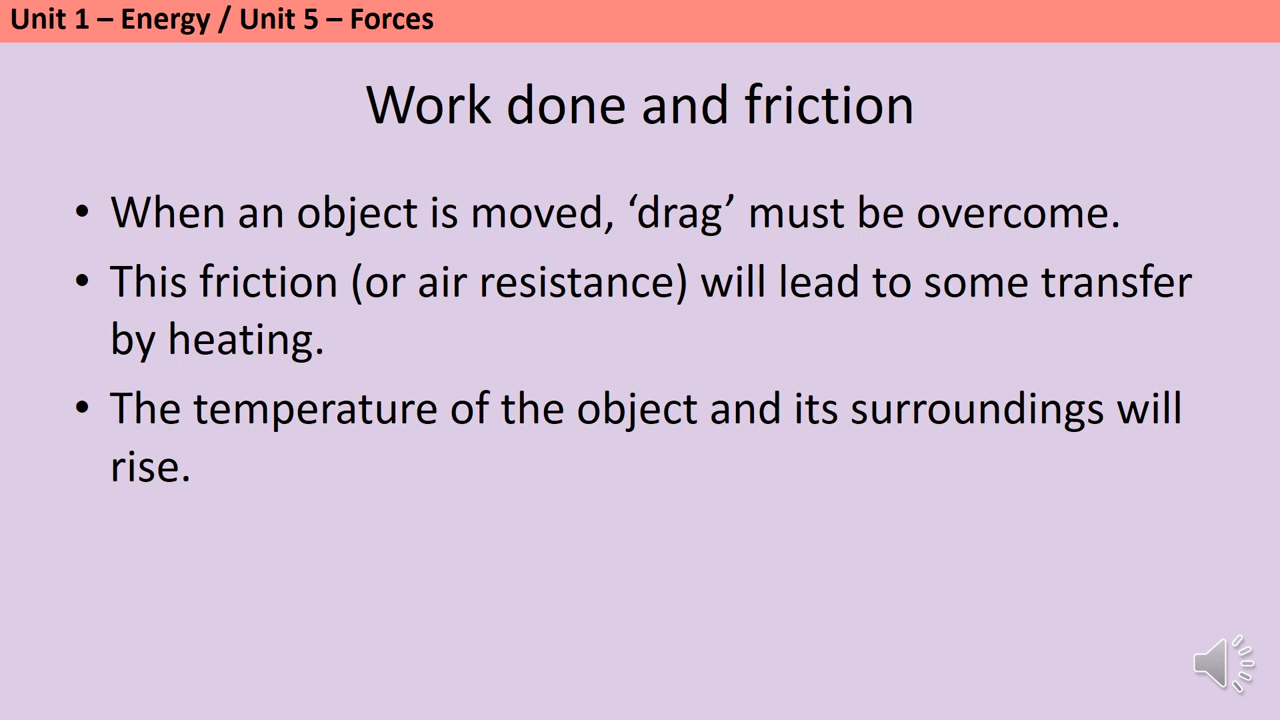 Unit 1 – Energy / Unit 5 – Forces
Work done and friction
• When an object is moved, ‘drag’ must be overcome.
• This friction (or air resistance) will lead to some transfer
by heating.
• The temperature of the object and its surroundings will
rise.